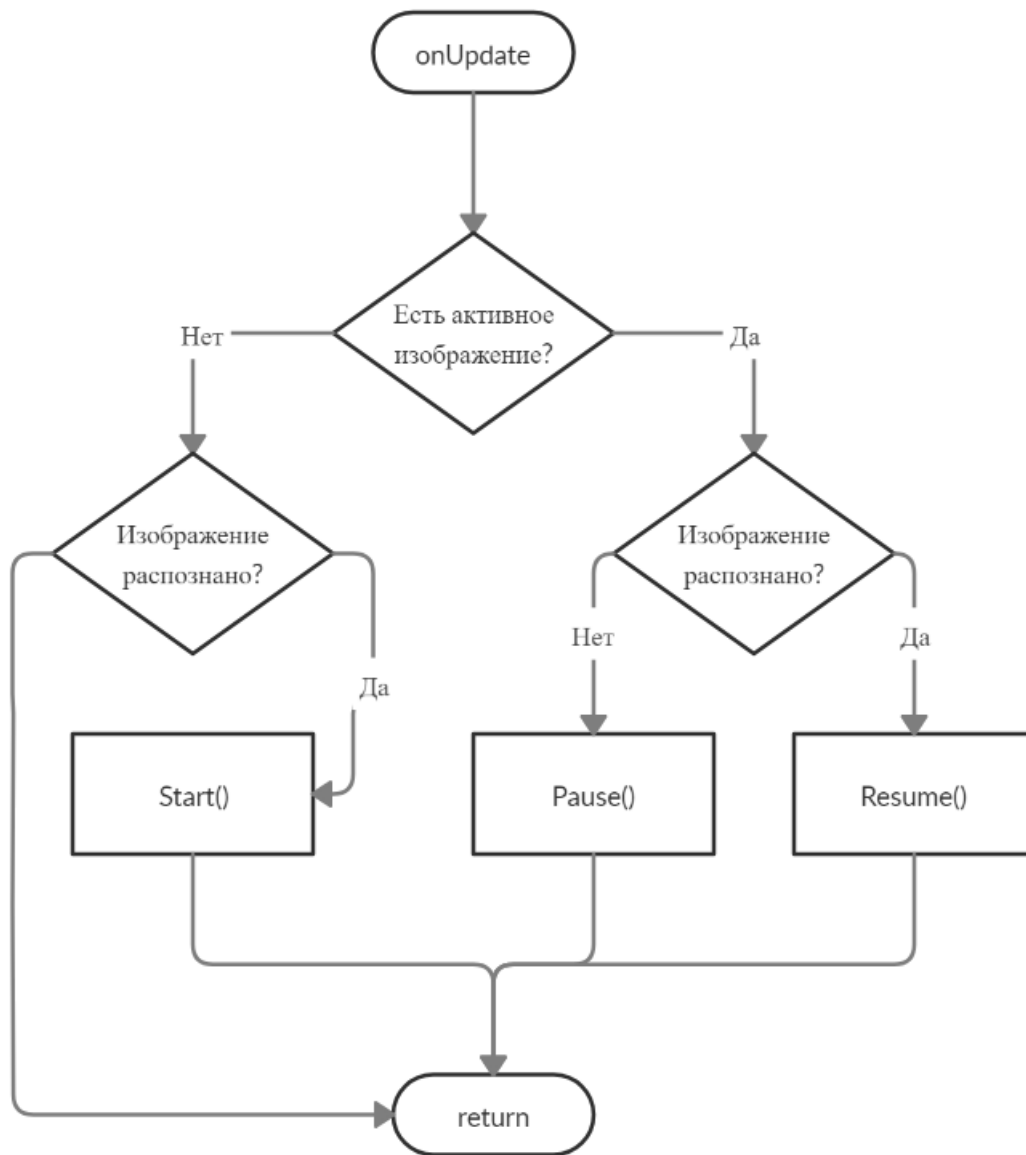 onUpdate
Есть активное
изображение?
Нет
Да
Изображение
распознано?
Изображение
распознано?
Нет
Да
Да
Start()
Pause()
Resume()
return